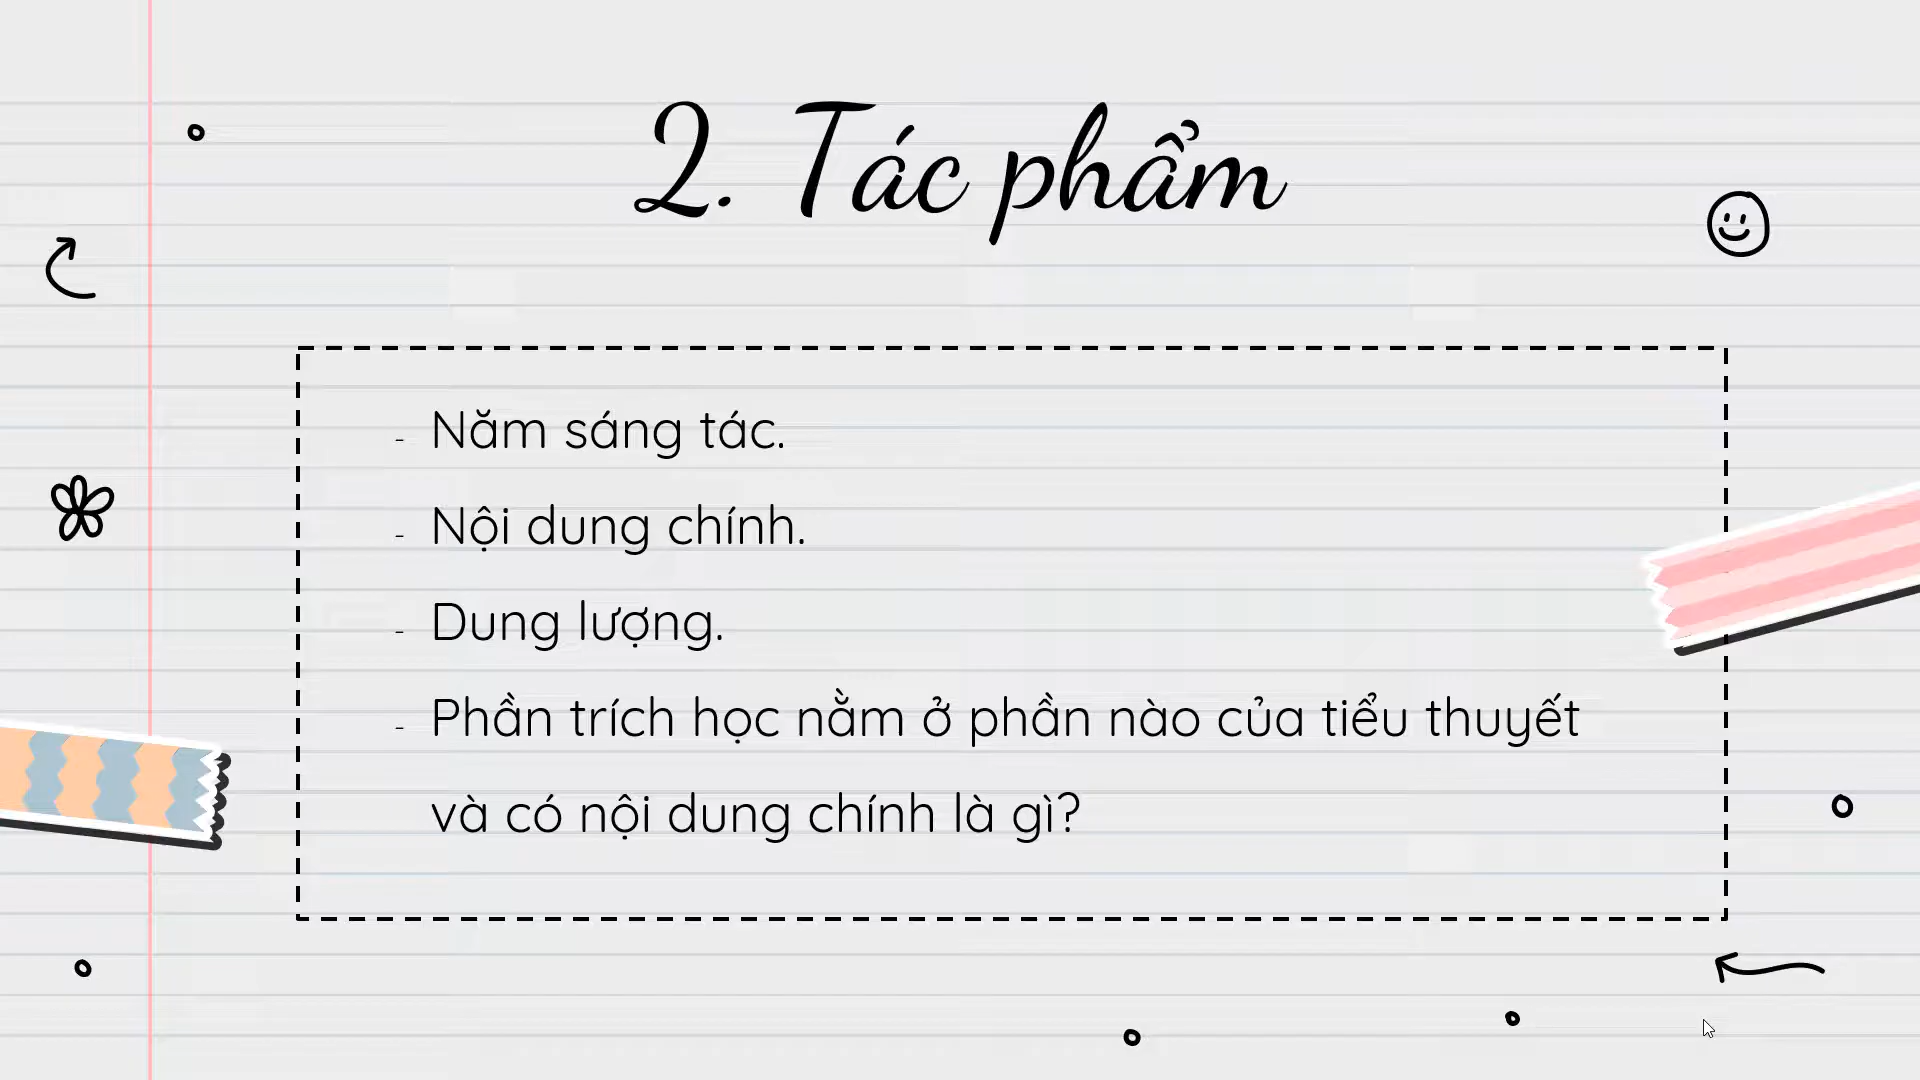 2. Tác phẩm
- Năm sáng tác.
- Nội dung chính.
- Dung lượng.
- Phần trích học nằm ở phần nào của tiểu thuyết
và có nội dung chính là gì?